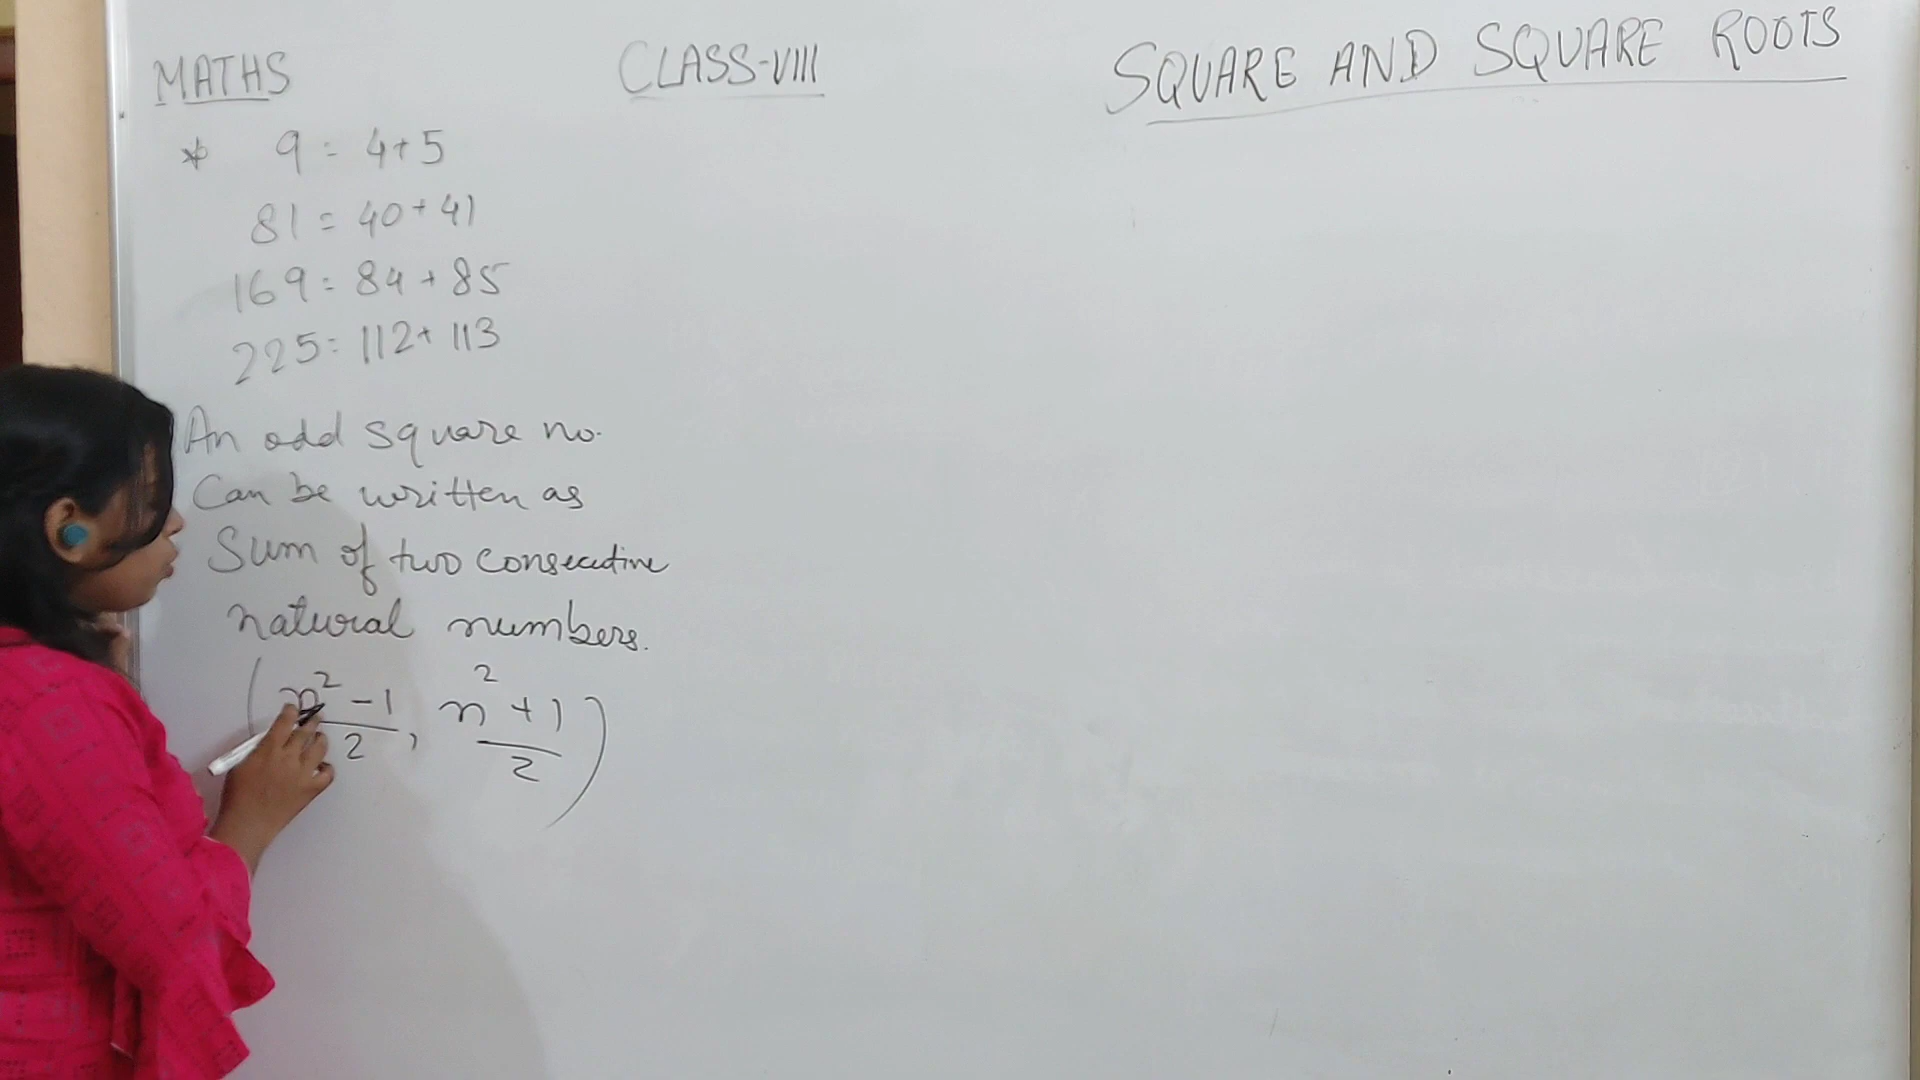 MATHS CLASS-VIII SQUARE AND SQUARE ROOTS
* 9 = 4+5
81 = 40+41
169 = 84+85
225 = 112+113
An odd square no.
Can be written as
Sum of two consecutive
natural numbers.
(n²-1/2, n²+1/2)